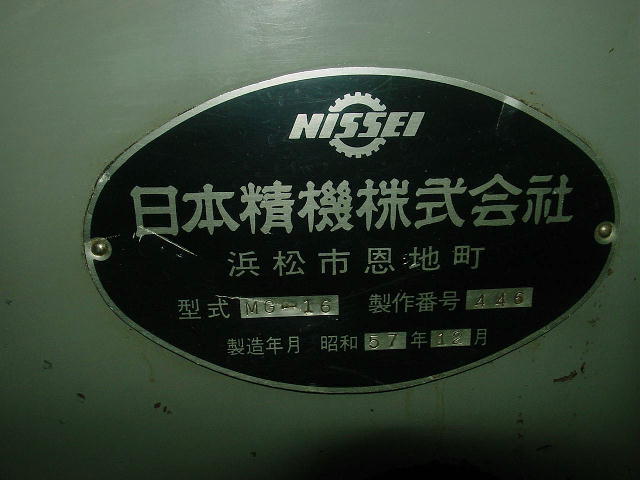 NISSEI
日本精機株式会社
浜松市恩地町
型式 MG-16 製作番号 446
製造年月 昭和 57 年 12 月